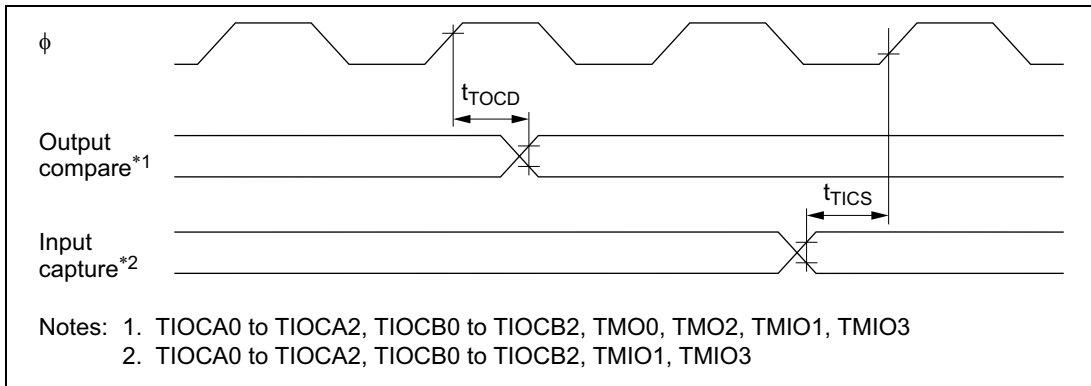 ϕ
tTOCD
Output
compare*1
tTICS
Input
capture*2
Notes: 1. TIOCA0 to TIOCA2, TIOCB0 to TIOCB2, TMO0, TMO2, TMIO1, TMIO3
2. TIOCA0 to TIOCA2, TIOCB0 to TIOCB2, TMIO1, TMIO3